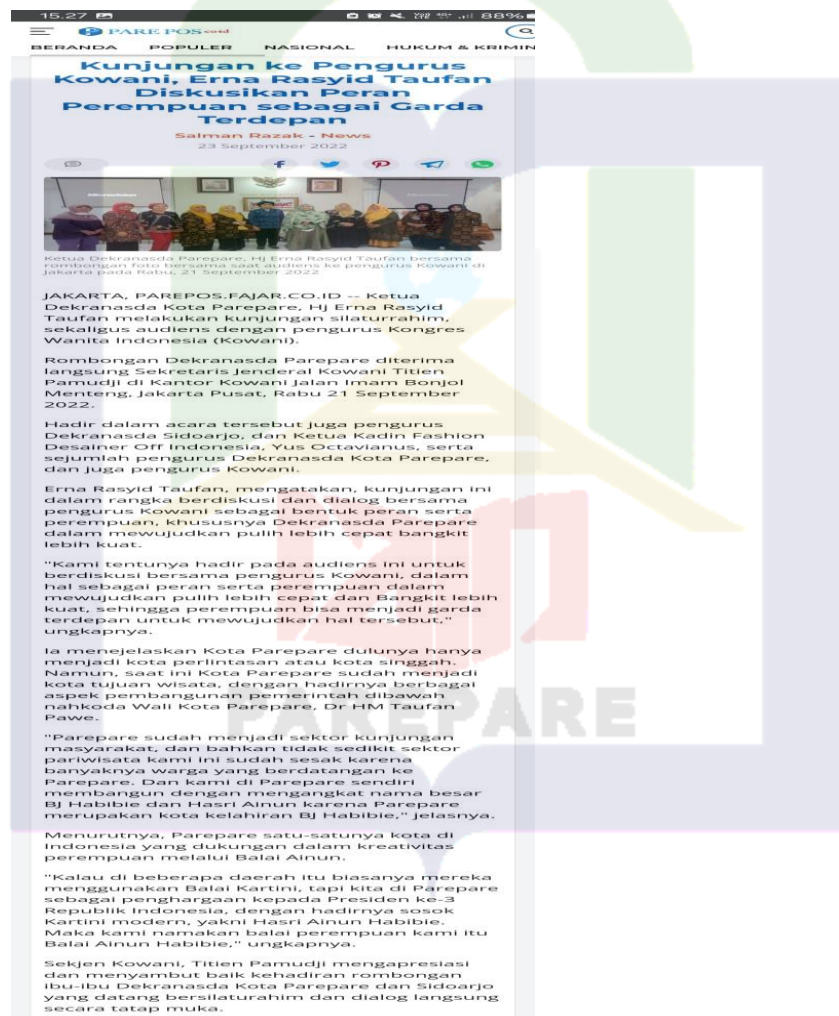 15.27 88%
PARE POS co.id
BERANDA POPULER NASIONAL HUKUM & KRIMIN
Kunjungan ke Pengurus
Kowani, Erna Rasyid Taufan
Diskusikan Peran
Perempuan sebagai Garda
Terdepan
Salman Razak - News
23 September 2022
Ketua Dekranasda Parepare, Hj Erna Rasyid Taufan bersama
rombongan foto bersama saat audiens ke pengurus Kowani di
Jakarta pada Rabu, 21 September 2022
JAKARTA, PAREPOS.FAJAR.CO.ID -- Ketua
Dekranasda Kota Parepare, Hj Erna Rasyid
Taufan melakukan kunjungan silaturrahim,
sekaligus audiens dengan pengurus Kongres
Wanita Indonesia (Kowani).
Rombongan Dekranasda Parepare diterima
langsung Sekretaris Jenderal Kowani Titien
Pamudji di Kantor Kowani Jalan Imam Bonjol
Menteng, Jakarta Pusat, Rabu 21 September
2022.
Hadir dalam acara tersebut juga pengurus
Dekranasda Sidoarjo, dan Ketua Kadin Fashion
Desainer Off Indonesia, Yus Octavianus, serta
sejumlah pengurus Dekranasda Kota Parepare,
dan juga pengurus Kowani.
Erna Rasyid Taufan, mengatakan, kunjungan ini
dalam rangka berdiskusi dan dialog bersama
pengurus Kowani sebagai bentuk peran serta
perempuan, khususnya Dekranasda Parepare
dalam mewujudkan pulih lebih cepat bangkit
lebih kuat.
"Kami tentunya hadir pada audiens ini untuk
berdiskusi bersama pengurus Kowani, dalam
hal sebagai peran serta perempuan dalam
mewujudkan pulih lebih cepat dan Bangkit lebih
kuat, sehingga perempuan bisa menjadi garda
terdepan untuk mewujudkan hal tersebut,"
ungkapnya.
Ia menejelaskan Kota Parepare dulunya hanya
menjadi kota perlintasan atau kota singgah.
Namun, saat ini Kota Parepare sudah menjadi
kota tujuan wisata, dengan hadirnya berbagai
aspek pembangunan pemerintah dibawah
nahkoda Wali Kota Parepare, Dr HM Taufan
Pawe.
PAREPARE
"Parepare sudah menjadi sektor kunjungan
masyarakat, dan bahkan tidak sedikit sektor
pariwisata kami ini sudah sesak karena
banyaknya warga yang berdatangan ke
Parepare. Dan kami di Parepare sendiri
membangun dengan mengangkat nama besar
BJ Habibie dan Hasri Ainun karena Parepare
merupakan kota kelahiran BJ Habibie," jelasnya.
Menurutnya, Parepare satu-satunya kota di
Indonesia yang dukungan dalam kreativitas
perempuan melalui Balai Ainun.
"Kalau di beberapa daerah itu biasanya mereka
menggunakan Balai Kartini, tapi kita di Parepare
sebagai penghargaan kepada Presiden ke-3
Republik Indonesia, dengan hadirnya sosok
Kartini modern, yakni Hasri Ainun Habibie.
Maka kami namakan balai perempuan kami itu
Balai Ainun Habibie," ungkapnya.
Sekjen Kowani, Titien Pamudji mengapresiasi
dan menyambut baik kehadiran rombongan
ibu-ibu Dekranasda Kota Parepare dan Sidoarjo
yang datang bersilaturahim dan dialog langsung
secara tatap muka.